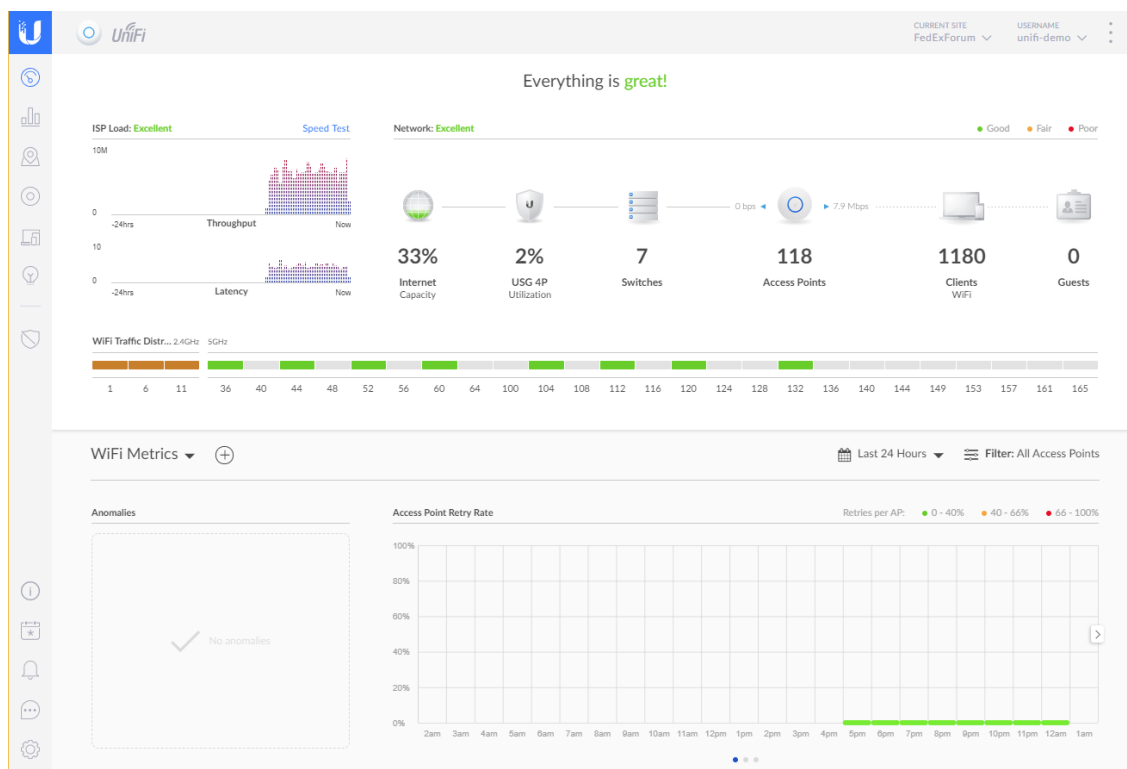 UniFi
CURRENT SITE
FedExForum
USERNAME
unifi-demo
Everything is great!
ISP Load: Excellent
Speed Test
10M
0
-24hrs
Throughput
Now
10
0
-24hrs
Latency
Now
Network: Excellent
Good
Fair
Poor
0 bps
7.9 Mbps
33%
Internet
Capacity
2%
USG 4P
Utilization
7
Switches
118
Access Points
1180
Clients
WiFi
0
Guests
WiFi Traffic Distr... 2.4GHz 5GHz
1 6 11 36 40 44 48 52 56 60 64 100 104 108 112 116 120 124 128 132 136 140 144 149 153 157 161 165
WiFi Metrics
Last 24 Hours
Filter: All Access Points
Anomalies
No anomalies
Access Point Retry Rate
Retries per AP: 0 - 40% 40 - 66% 66 - 100%
100%
80%
60%
40%
20%
0%
2am 3am 4am 5am 6am 7am 8am 9am 10am 11am 12pm 1pm 2pm 3pm 4pm 5pm 6pm 7pm 8pm 9pm 10pm 11pm 12am 1am